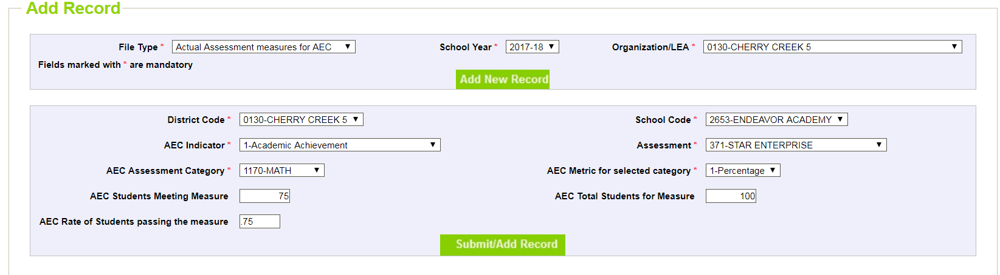 Add Record
File Type * Actual Assessment measures for AEC School Year * 2017-18 Organization/LEA * 0130-CHERRY CREEK 5
Fields marked with * are mandatory
Add New Record
District Code * 0130-CHERRY CREEK 5 School Code * 2653-ENDEAVOR ACADEMY
AEC Indicator * 1-Academic Achievement Assessment * 371-STAR ENTERPRISE
AEC Assessment Category * 1170-MATH AEC Metric for selected category * 1-Percentage
AEC Students Meeting Measure 75 AEC Total Students for Measure 100
AEC Rate of Students passing the measure .75
Submit/Add Record